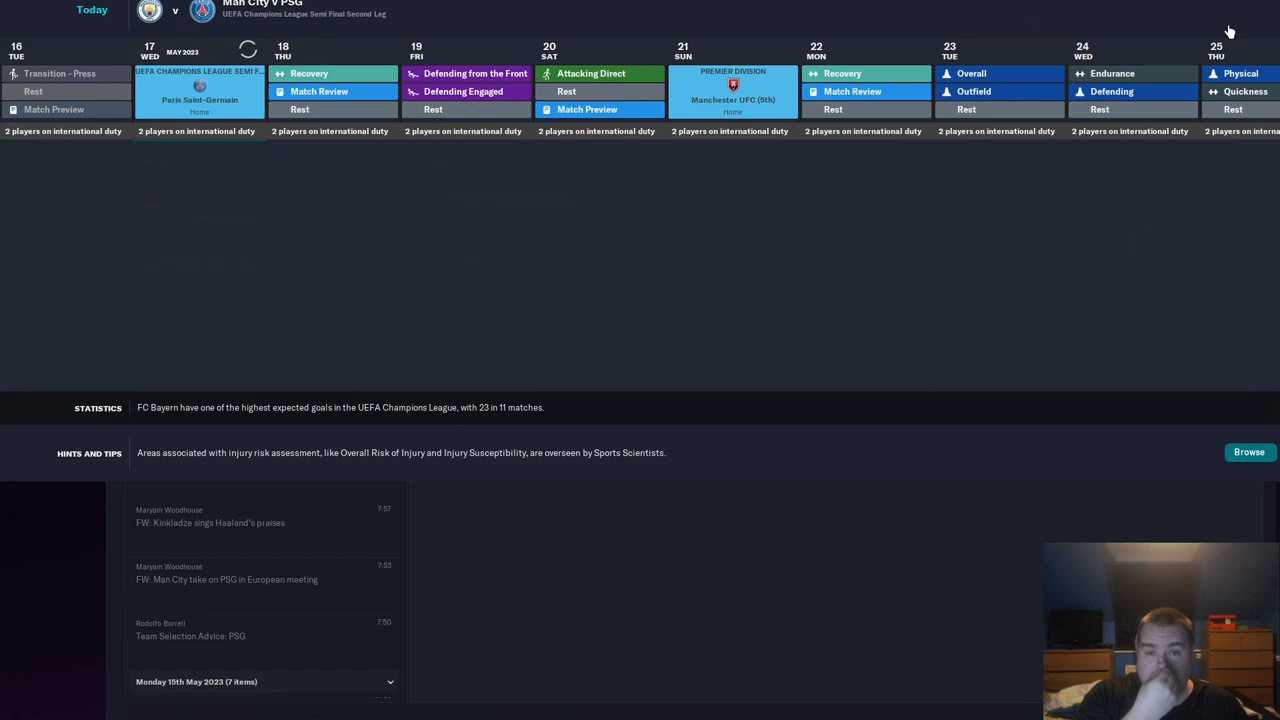 Today
Man City v PSG
v
UEFA Champions League Semi Final Second Leg
16
TUE
17
WED
MAY 2023
18
THU
19
FRI
20
SAT
21
SUN
22
MON
23
TUE
24
WED
25
THU
Transition - Press
Rest
Match Preview
UEFA CHAMPIONS LEAGUE SEMI F...
Paris Saint-Germain
Home
Recovery
Match Review
Rest
Defending from the Front
Defending Engaged
Rest
Attacking Direct
Rest
Match Preview
PREMIER DIVISION
Manchester UFC (5th)
Home
Recovery
Match Review
Rest
Overall
Outfield
Rest
Endurance
Defending
Rest
Physical
Quickness
Rest
2 players on international duty
2 players on international duty
2 players on international duty
2 players on international duty
2 players on international duty
2 players on international duty
2 players on international duty
2 players on international duty
2 players on international duty
2 players on interna
STATISTICS
FC Bayern have one of the highest expected goals in the UEFA Champions League, with 23 in 11 matches.
HINTS AND TIPS
Areas associated with injury risk assessment, like Overall Risk of Injury and Injury Susceptibility, are overseen by Sports Scientists.
Browse
Maryam Woodhouse 7:57
FW: Kinkladze sings Haaland's praises
Maryam Woodhouse 7:53
FW: Man City take on PSG in European meeting
Rodolfo Borrell 7:50
Team Selection Advice: PSG
Monday 15th May 2023 (7 items)